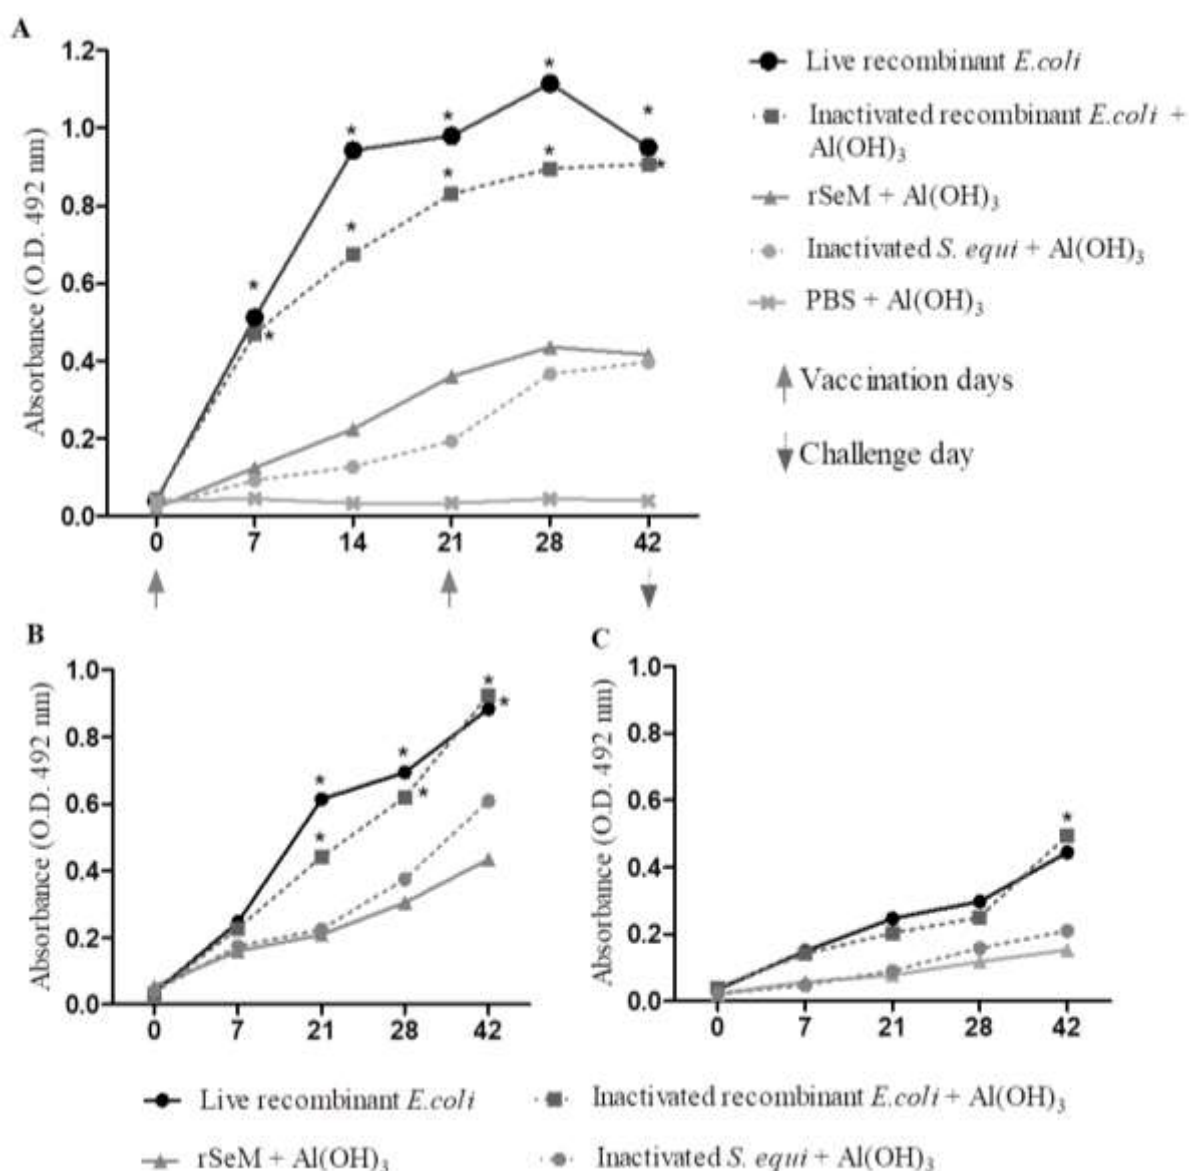 A
1.2
1.0
0.8
0.6
0.4
0.2
0.0
Absorbance (O.D. 492 nm)
0 7 14 21 28 42
* * * * *
* * * * *
Live recombinant E.coli
Inactivated recombinant E.coli +
Al(OH)₃
rSeM + Al(OH)₃
Inactivated S. equi + Al(OH)₃
PBS + Al(OH)₃
Vaccination days
Challenge day
B
1.0
0.8
0.6
0.4
0.2
0.0
Absorbance (O.D. 492 nm)
0 7 21 28 42
* * *
* * *
C
1.0
0.8
0.6
0.4
0.2
0.0
Absorbance (O.D. 492 nm)
0 7 21 28 42
*
Live recombinant E.coli
Inactivated recombinant E.coli + Al(OH)₃
rSeM + Al(OH)₃
Inactivated S. equi + Al(OH)₃